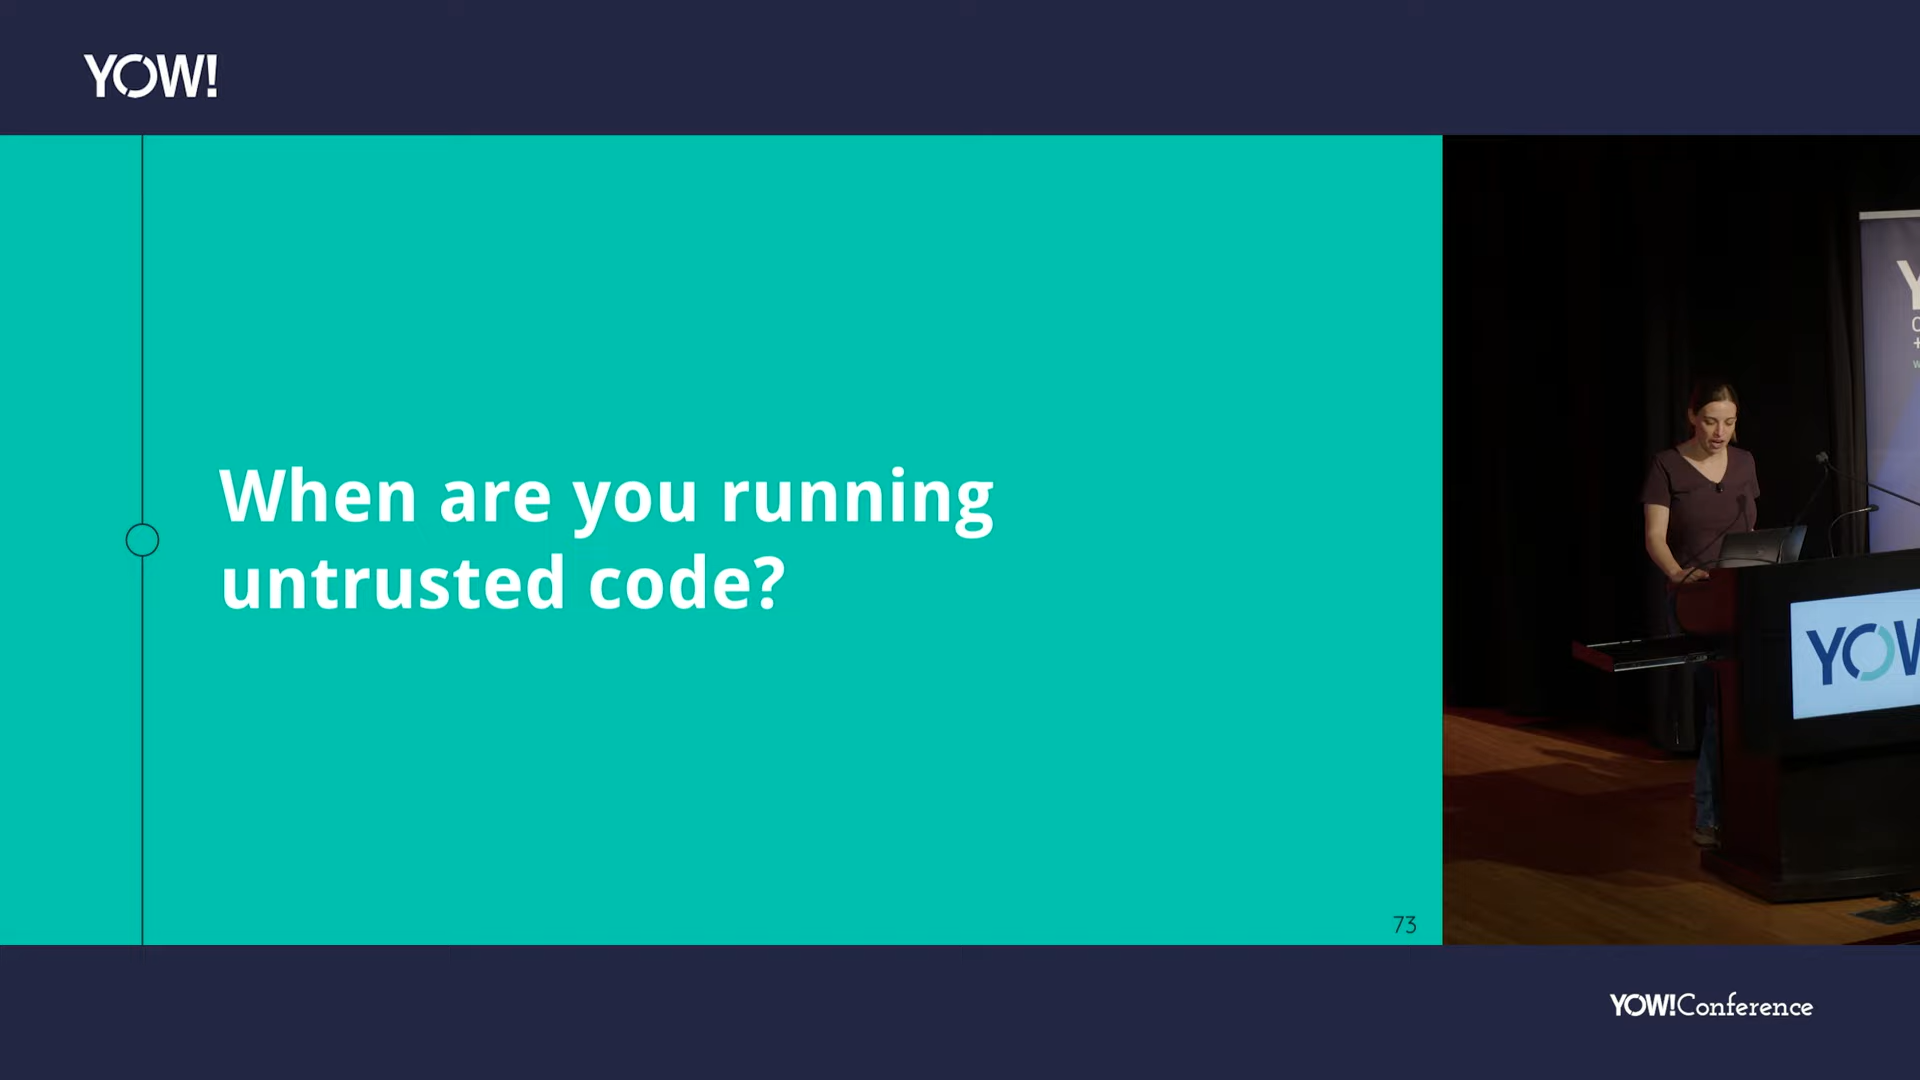 YOW!
When are you running
untrusted code?
73
YOW!Conference